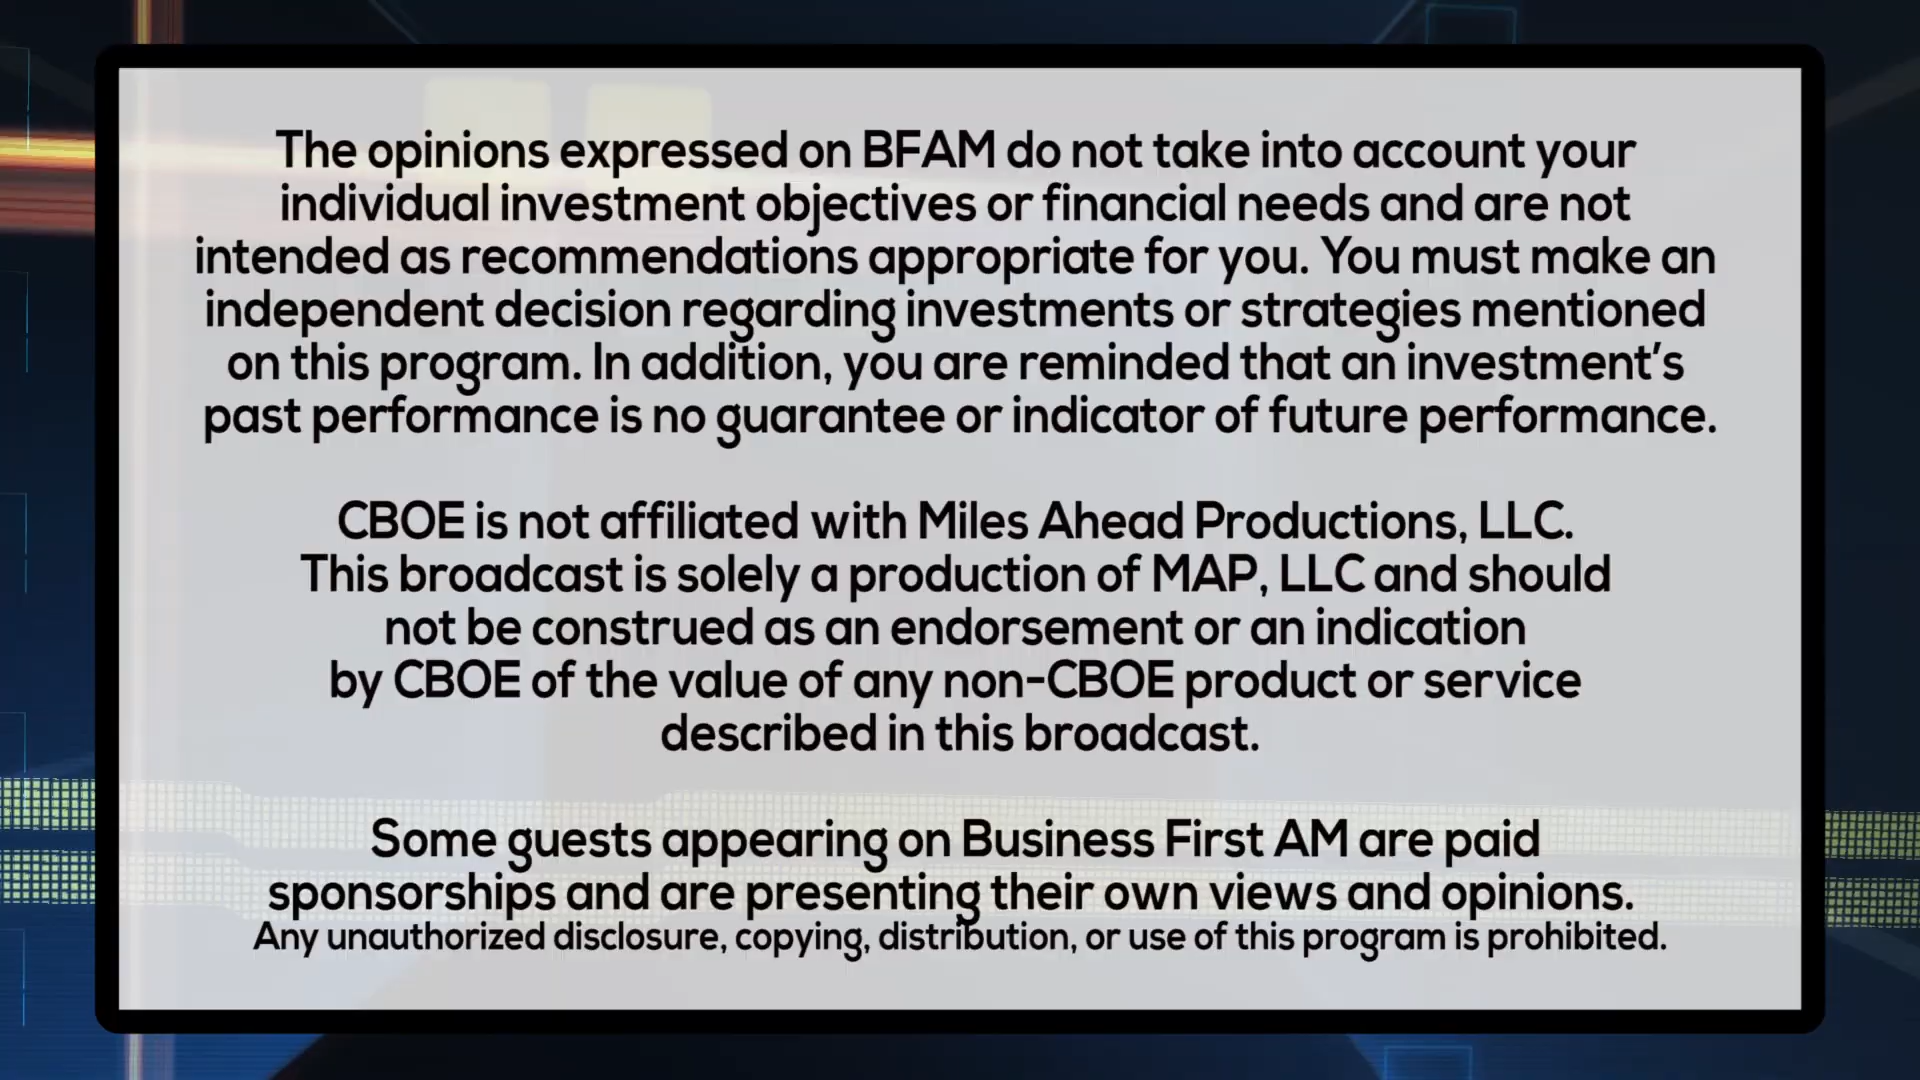 The opinions expressed on BFAM do not take into account your
individual investment objectives or financial needs and are not
intended as recommendations appropriate for you. You must make an
independent decision regarding investments or strategies mentioned
on this program. In addition, you are reminded that an investment’s
past performance is no guarantee or indicator of future performance.
CBOE is not affiliated with Miles Ahead Productions, LLC.
This broadcast is solely a production of MAP, LLC and should
not be construed as an endorsement or an indication
by CBOE of the value of any non-CBOE product or service
described in this broadcast.
Some guests appearing on Business First AM are paid
sponsorships and are presenting their own views and opinions.
Any unauthorized disclosure, copying, distribution, or use of this program is prohibited.